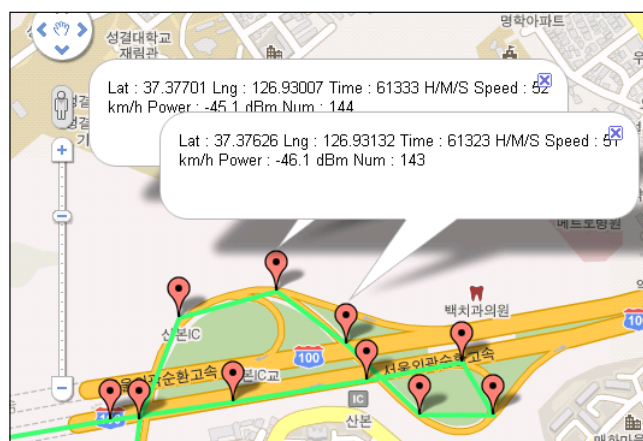 명학아파트
성결대학교
재림관
Lat : 37.37701 Lng : 126.93007 Time : 61333 H/M/S Speed : 52
km/h Power : -45.1 dBm Num : 144
Lat : 37.37626 Lng : 126.93132 Time : 61323 H/M/S Speed : 51
km/h Power : -46.1 dBm Num : 143
메트로병원
백치과의원
산본IC
100
100
서울외곽순환고속
IC
산본